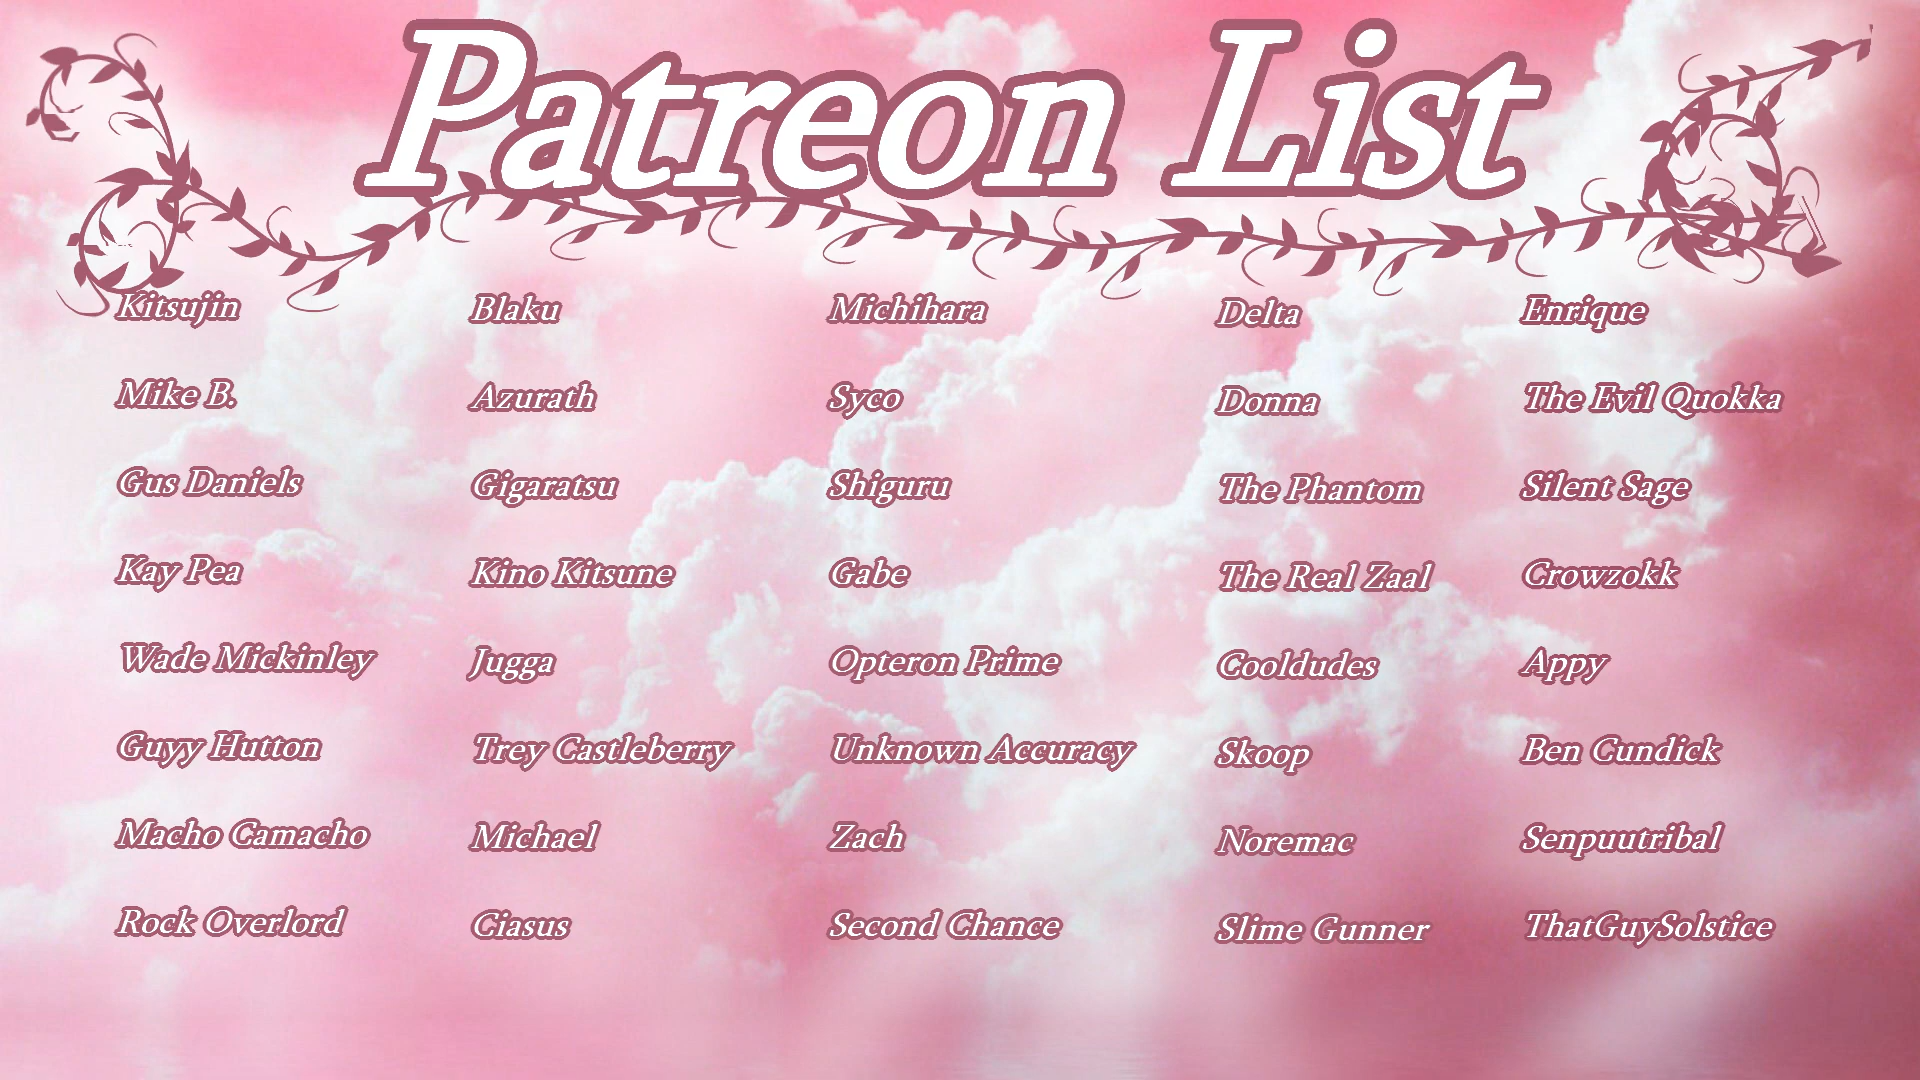 Patreon List
Kitsujin Blaku Michihara Delta Enrique
Mike B. Azurath Syco Donna The Evil Quokka
Gus Daniels Gigaratsu Shiguru The Phantom Silent Sage
Kay Pea Kino Kitsune Gabe The Real Zaal Crowzokk
Wade Mickinley Jugga Opteron Prime Cooldudes Appy
Guyy Hutton Trey Castleberry Unknown Accuracy Skoop Ben Cundick
Macho Camacho Michael Zach Noremac Senpuutribal
Rock Overlord Ciasus Second Chance Slime Gunner ThatGuySolstice